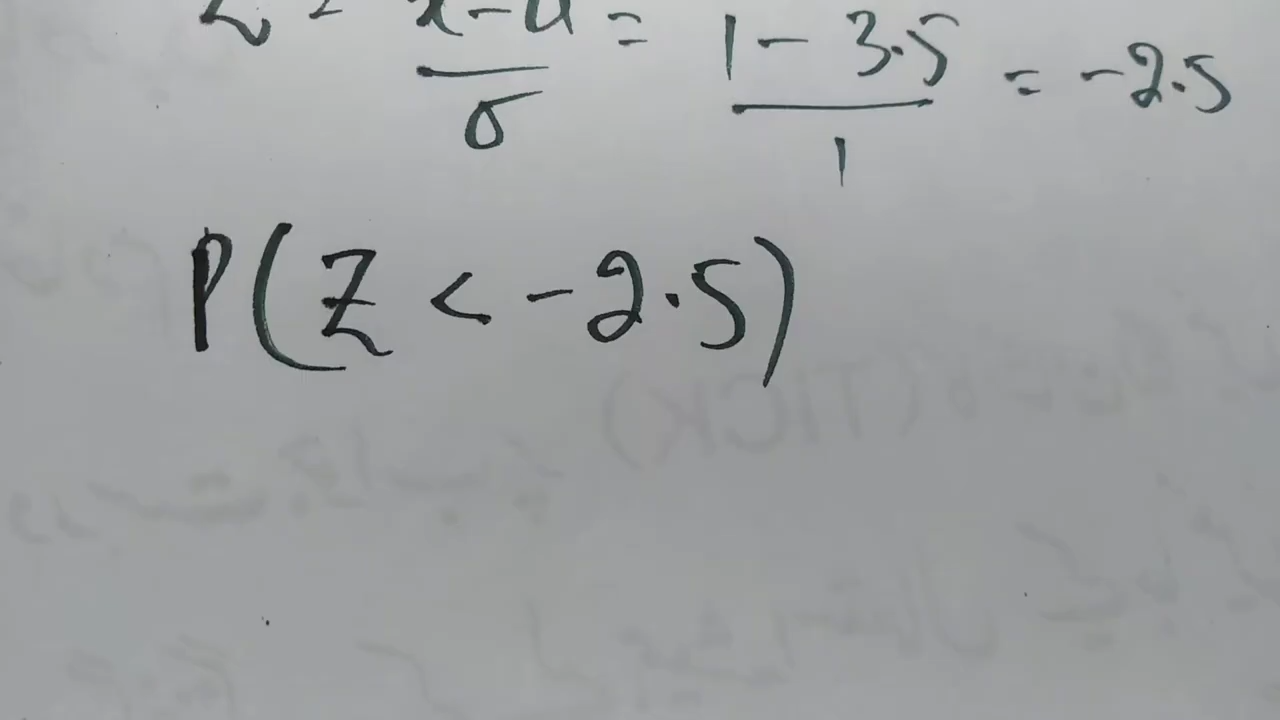 Z = x-μ/σ = 1-3.5/1 = -2.5
P(Z < -2.5)